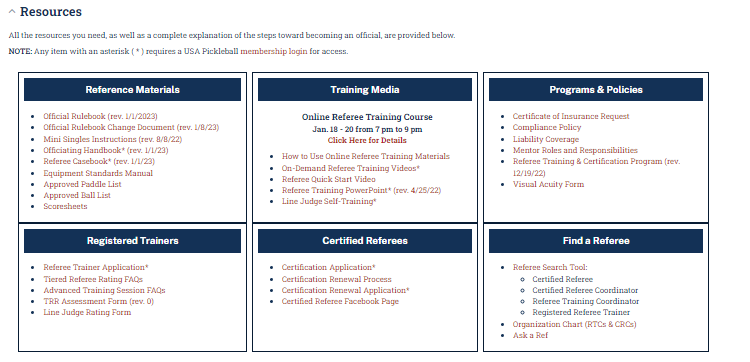 Resources
All the resources you need, as well as a complete explanation of the steps toward becoming an official, are provided below.
NOTE: Any item with an asterisk ( * ) requires a USA Pickleball membership login for access.
Reference Materials
Official Rulebook (rev. 1/1/2023)
Official Rulebook Change Document (rev. 1/8/23)
Mini Singles Instructions (rev. 8/8/22)
Officiating Handbook* (rev. 1/1/23)
Referee Casebook* (rev. 1/1/23)
Equipment Standards Manual
Approved Paddle List
Approved Ball List
Scoresheets
Training Media
Online Referee Training Course
Jan. 18 - 20 from 7 pm to 9 pm
Click Here for Details
How to Use Online Referee Training Materials
On-Demand Referee Training Videos*
Referee Quick Start Video
Referee Training PowerPoint* (rev. 4/25/22)
Line Judge Self-Training*
Programs & Policies
Certificate of Insurance Request
Compliance Policy
Liability Coverage
Mentor Roles and Responsibilities
Referee Training & Certification Program (rev.
12/19/22)
Visual Acuity Form
Registered Trainers
Referee Trainer Application*
Tiered Referee Rating FAQs
Advanced Training Session FAQs
TRR Assessment Form (rev. 0)
Line Judge Rating Form
Certified Referees
Certification Application*
Certification Renewal Process
Certification Renewal Application*
Certified Referee Facebook Page
Find a Referee
Referee Search Tool:
Certified Referee
Certified Referee Coordinator
Referee Training Coordinator
Registered Referee Trainer
Organization Chart (RTCs & CRCs)
Ask a Ref